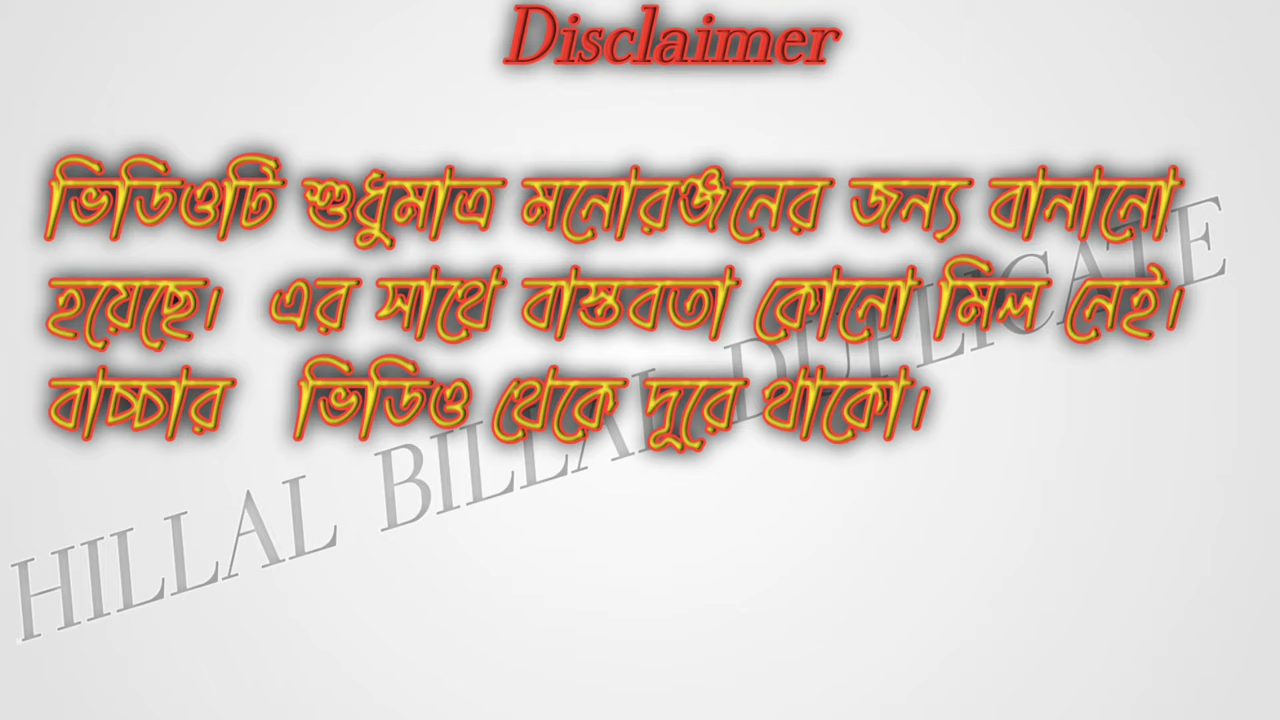 Disclaimer
ভিডিওটি শুধুমাত্র মনোরঞ্জনের জন্য বানানো
হয়েছে। এর সাথে বাস্তবতা কোনো মিল নেই।
বাচ্চার ভিডিও থেকে দূরে থাকো।
HILLAL BILLAL DUPLICATE